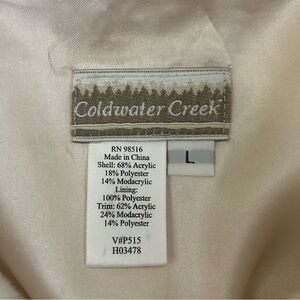 Coldwater Creek
L
RN 98516
Made in China
Shell: 68% Acrylic
18% Polyester
14% Modacrylic
Lining:
100% Polyester
Trim: 62% Acrylic
24% Modacrylic
14% Polyester
V#P515
H03478